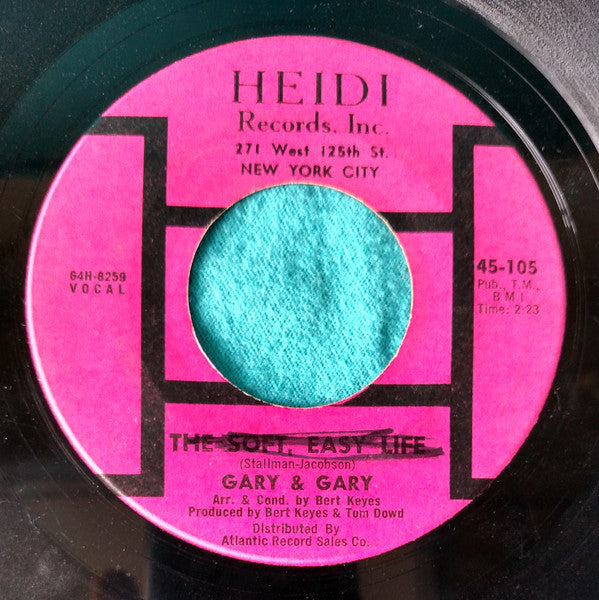 HEIDI
Records, Inc.
271 West 125th St.
NEW YORK CITY
64H-8259
VOCAL
45-105
Pub., T.M.,
BMI
Time: 2:23
THE SOFT, EASY LIFE
(Stallman-Jacobson)
GARY & GARY
Arr. & Cond. by Bert Keyes
Produced by Bert Keyes & Tom Dowd
Distributed By
Atlantic Record Sales Co.